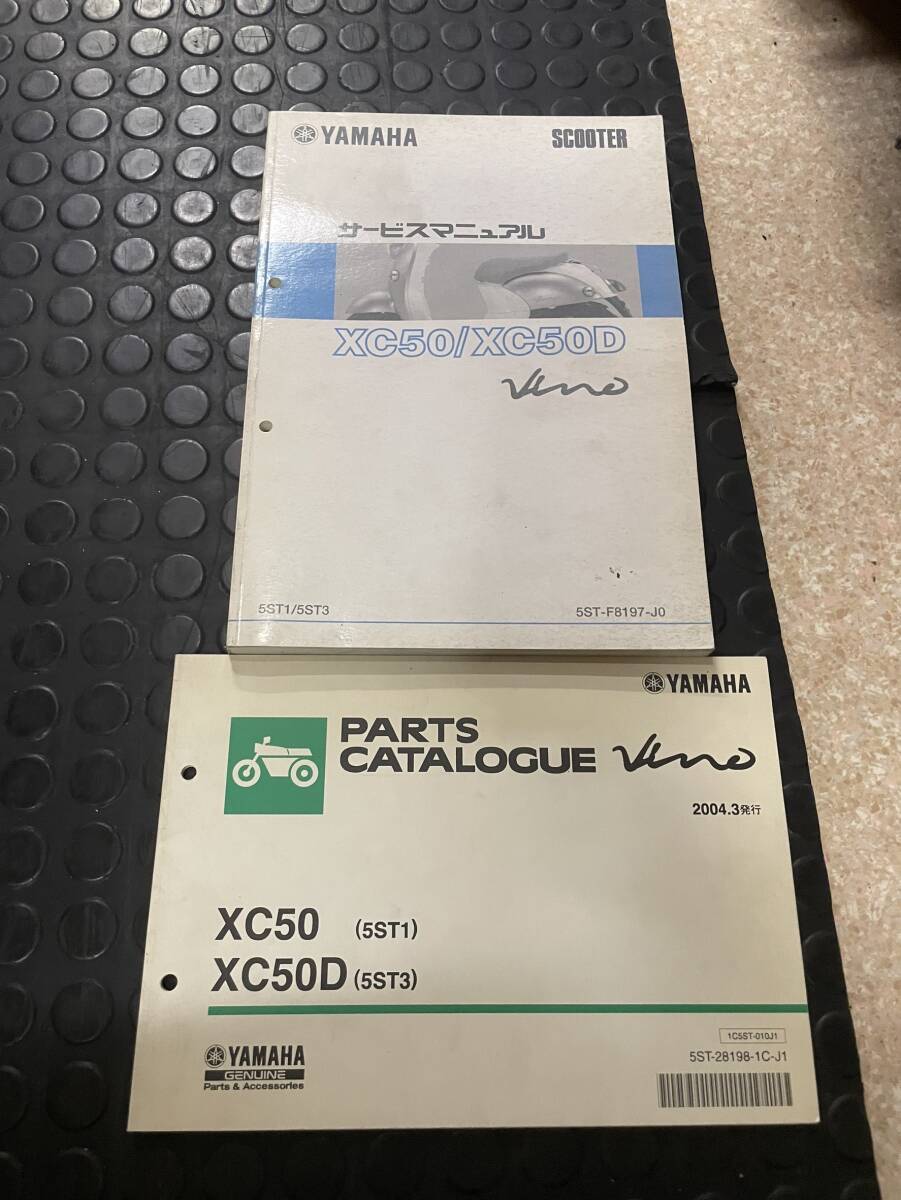 YAMAHA SCOOTER
サービスマニュアル
XC50/XC50D
Vino
5ST1/5ST3 5ST-F8197-J0
YAMAHA
PARTS
CATALOGUE Vino
2004.3発行
XC50 (5ST1)
XC50D (5ST3)
1C5ST-010J1
YAMAHA
GENUINE
Parts & Accessories
5ST-28198-1C-J1